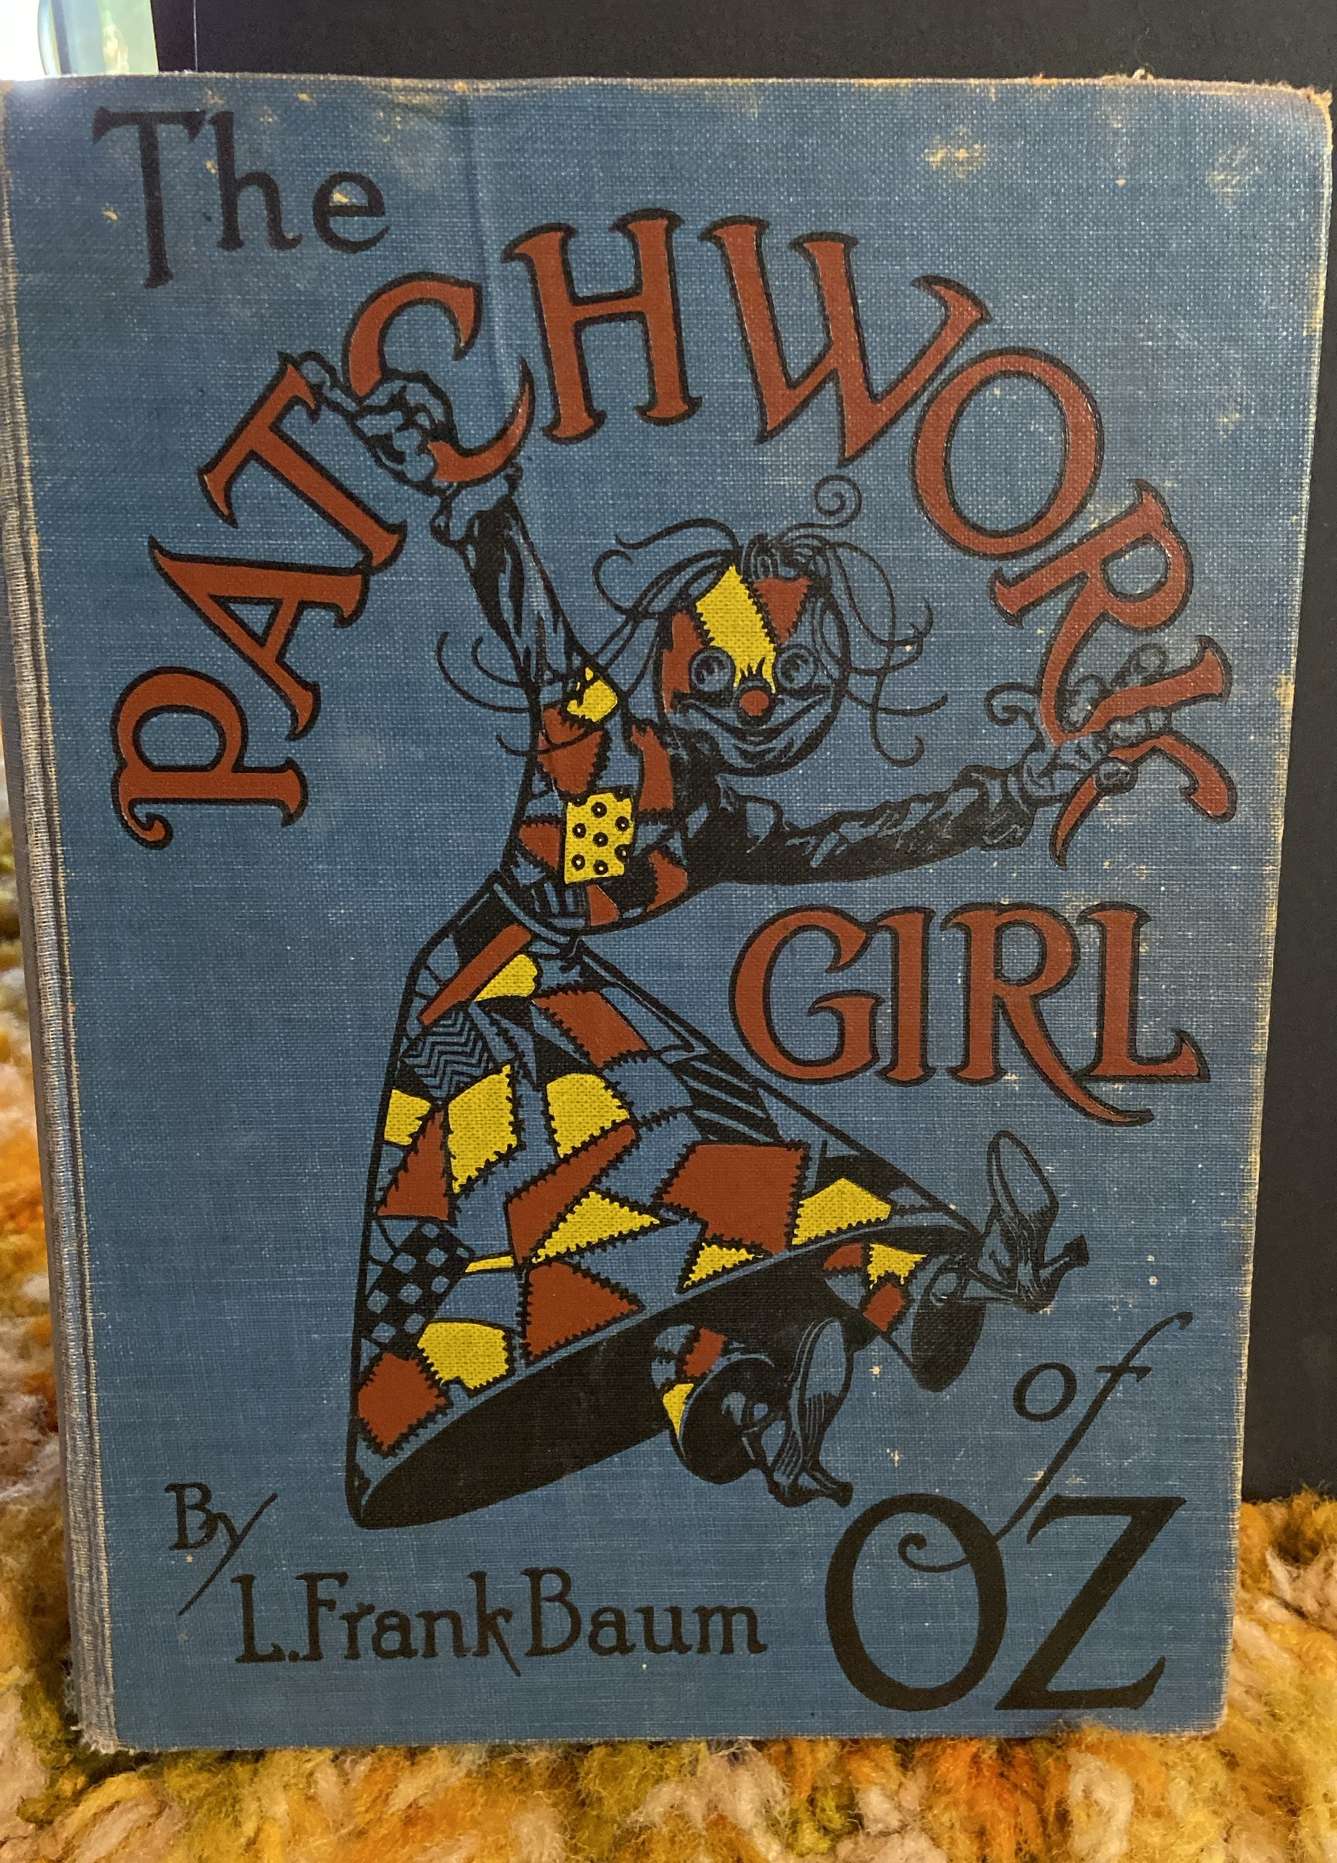 The
PATCHWORK
GIRL
of
OZ
By
L. Frank Baum